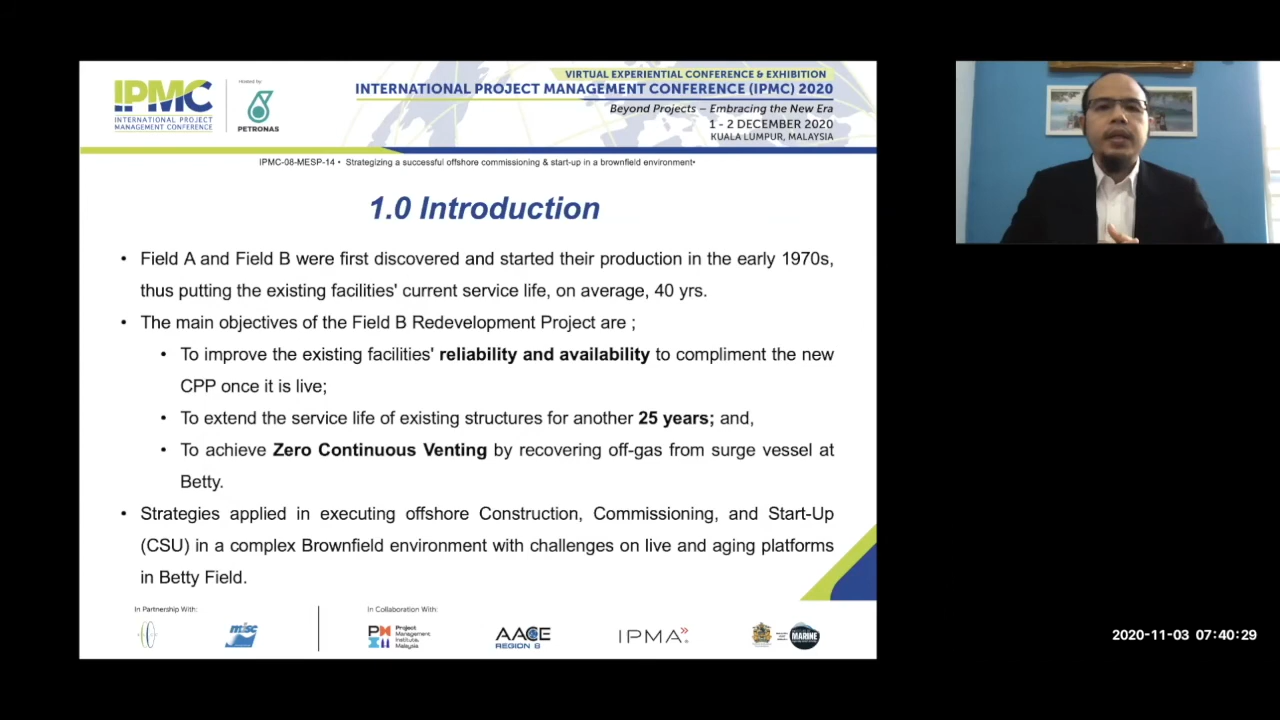 IPMC
INTERNATIONAL PROJECT
MANAGEMENT CONFERENCE
Hosted by:
PETRONAS
VIRTUAL EXPERIENTIAL CONFERENCE & EXHIBITION
INTERNATIONAL PROJECT MANAGEMENT CONFERENCE (IPMC) 2020
Beyond Projects – Embracing the New Era
1 - 2 DECEMBER 2020
KUALA LUMPUR, MALAYSIA
IPMC-08-MESP-14 • Strategizing a successful offshore commissioning & start-up in a brownfield environment•
1.0 Introduction
• Field A and Field B were first discovered and started their production in the early 1970s,
thus putting the existing facilities' current service life, on average, 40 yrs.
• The main objectives of the Field B Redevelopment Project are ;
• To improve the existing facilities' reliability and availability to compliment the new
CPP once it is live;
• To extend the service life of existing structures for another 25 years; and,
• To achieve Zero Continuous Venting by recovering off-gas from surge vessel at
Betty.
• Strategies applied in executing offshore Construction, Commissioning, and Start-Up
(CSU) in a complex Brownfield environment with challenges on live and aging platforms
in Betty Field.
In Partnership With:
misc
In Collaboration With:
Project
Management
Institute.
Malaysia
AACE
REGION 8
IPMA
MARINE
2020-11-03 07:40:29